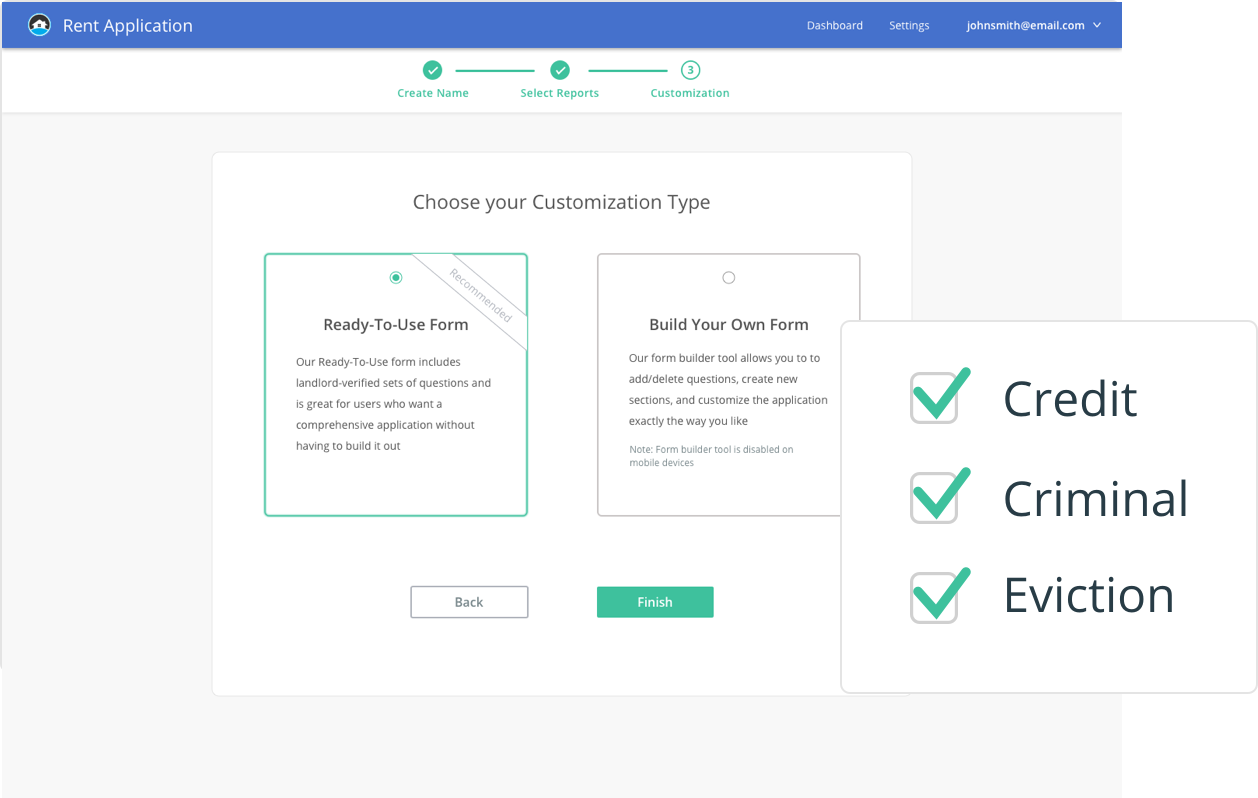 Rent Application
Dashboard
Settings
johnsmith@email.com
3
Create Name
Select Reports
Customization
Choose your Customization Type
Recommended
Ready-To-Use Form
Our Ready-To-Use form includes
landlord-verified sets of questions and
is great for users who want a
comprehensive application without
having to build it out
Build Your Own Form
Our form builder tool allows you to to
add/delete questions, create new
sections, and customize the application
exactly the way you like
Note: Form builder tool is disabled on
mobile devices
Back
Finish
Credit
Criminal
Eviction